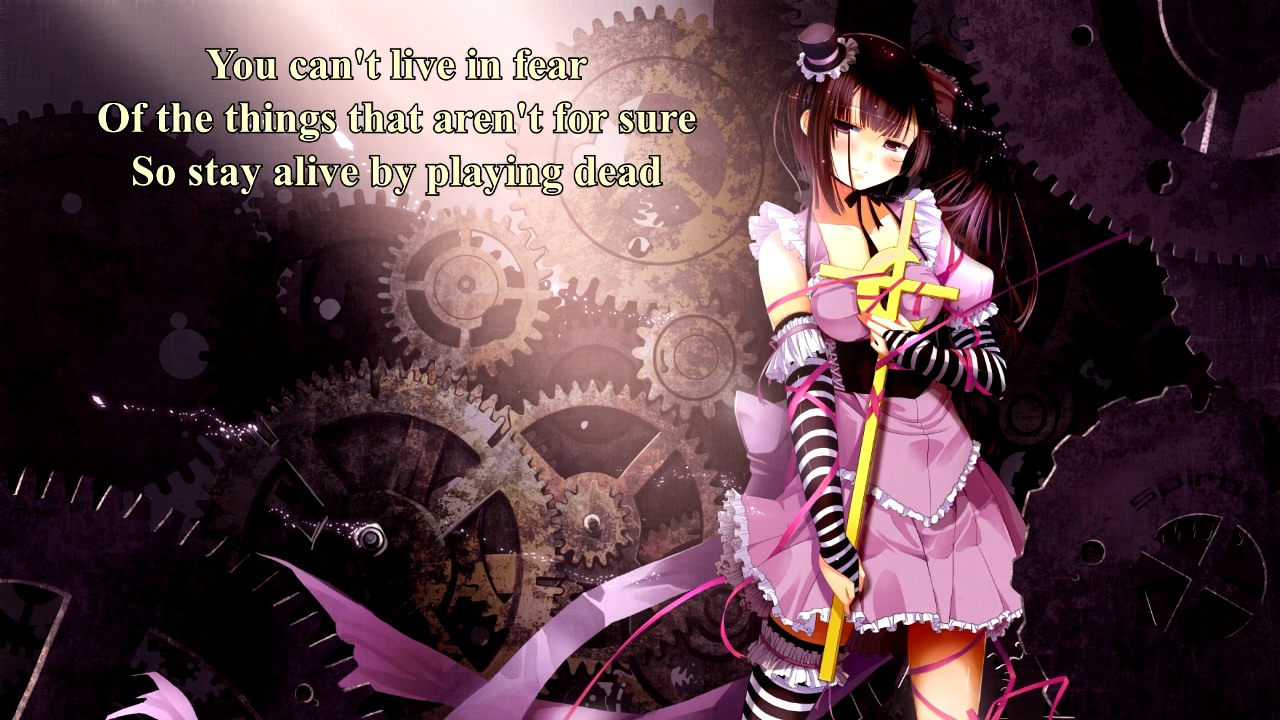 You can't live in fear
Of the things that aren't for sure
So stay alive by playing dead